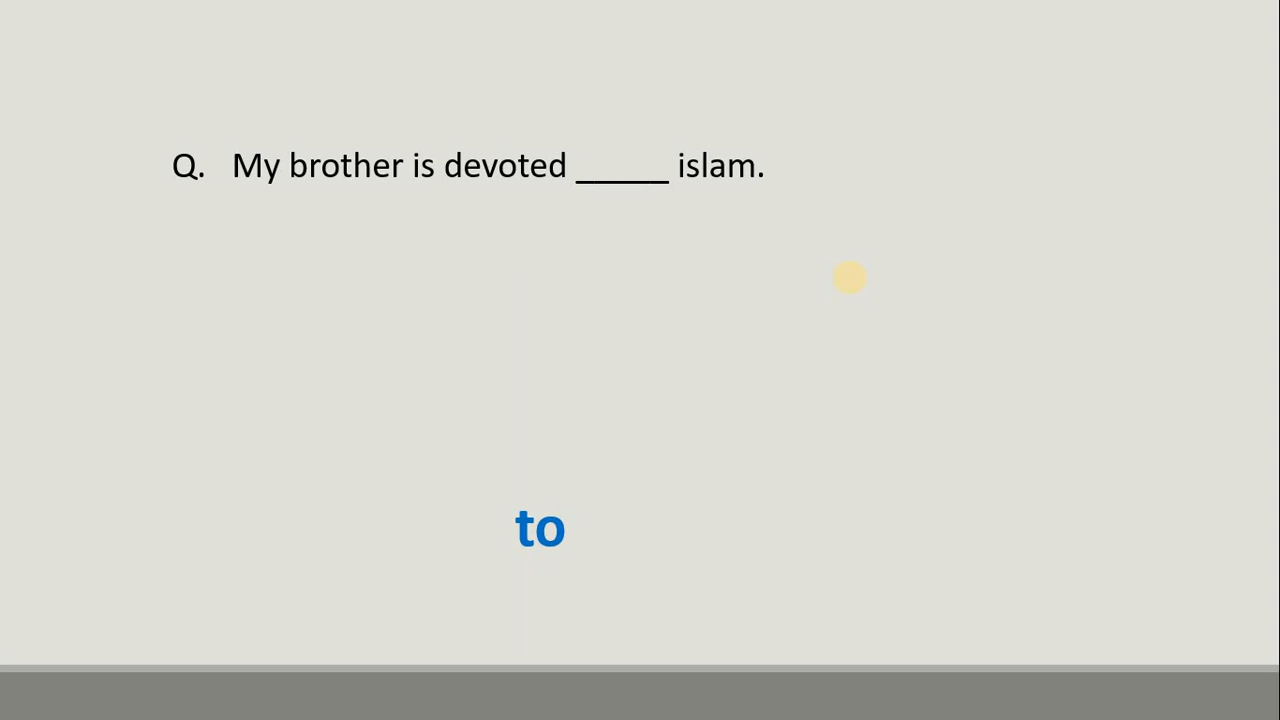 Q. My brother is devoted _____ islam.
to